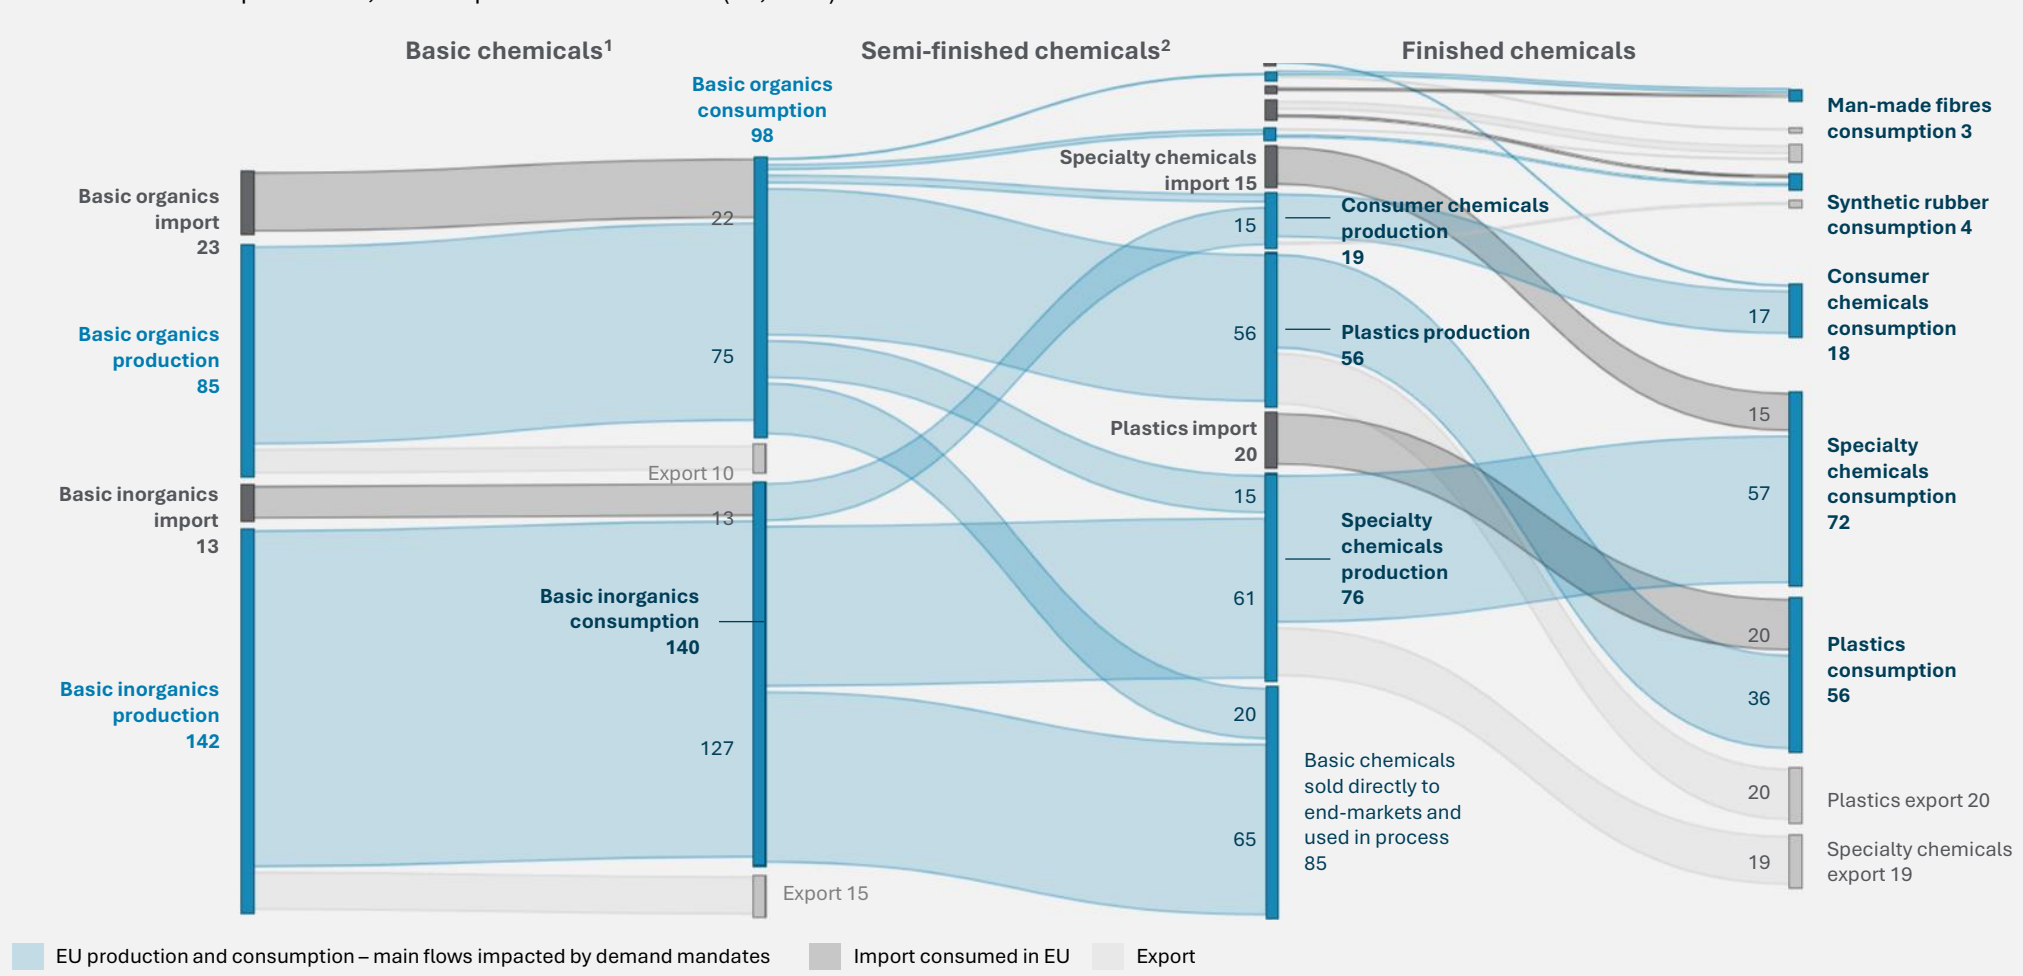 Basic chemicals¹
Semi-finished chemicals²
Finished chemicals
Basic organics
consumption
98
Man-made fibres
consumption 3
Specialty chemicals
import 15
Basic organics
import
23
22
15
Consumer chemicals
production
19
Synthetic rubber
consumption 4
Consumer
chemicals
consumption
18
17
Basic organics
production
85
75
56
Plastics production
56
15
Plastics import
20
Specialty
chemicals
consumption
72
57
Export 10
Basic inorganics
import
13
13
15
Specialty
chemicals
production
76
61
Basic inorganics
consumption
140
20
Plastics
consumption
56
36
Basic inorganics
production
142
127
20
Basic chemicals
sold directly to
end-markets and
used in process
85
65
20
Plastics export 20
19
Specialty chemicals
export 19
Export 15
EU production and consumption – main flows impacted by demand mandates
Import consumed in EU
Export